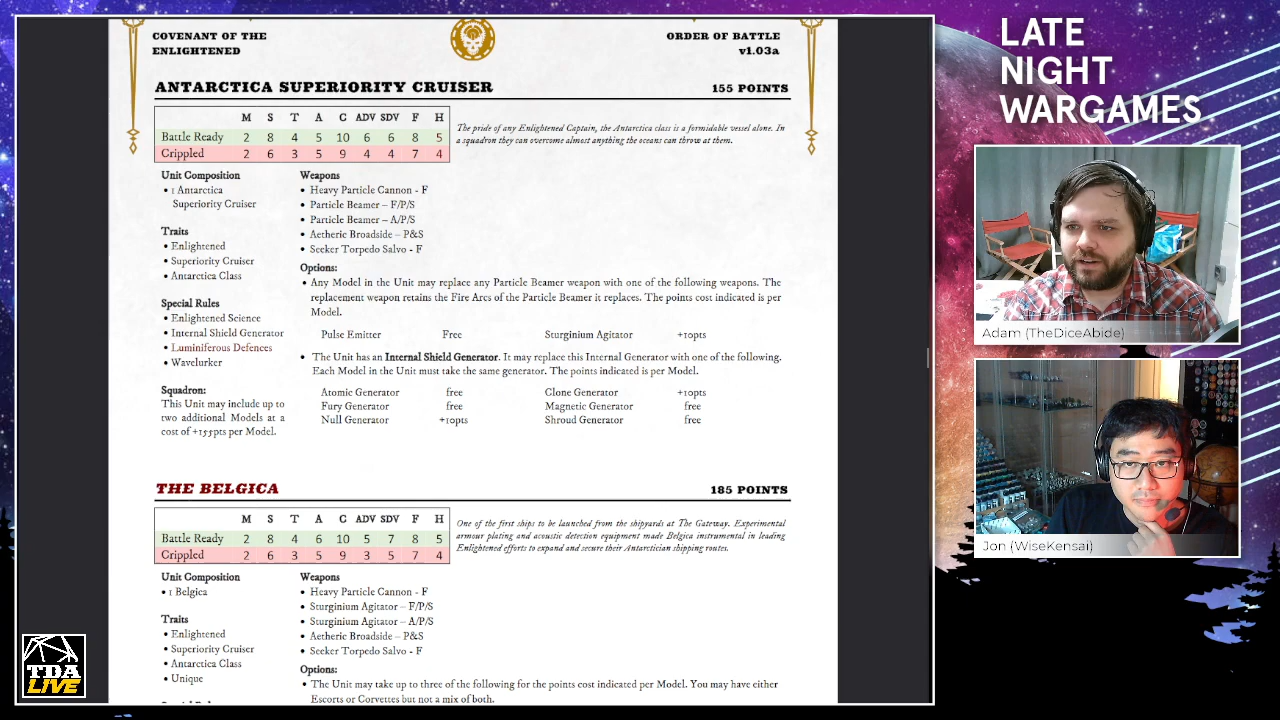 COVENANT OF THE
ENLIGHTENED
ORDER OF BATTLE
v1.03a
ANTARCTICA SUPERIORITY CRUISER 155 POINTS
M S T A C ADV SDV F H
Battle Ready 2 8 4 5 10 6 6 8 5
Crippled 2 6 3 5 9 4 4 7 4
The pride of any Enlightened Captain, the Antarctica class is a formidable vessel alone. In
a squadron they can overcome almost anything the oceans can throw at them.
Unit Composition
• 1 Antarctica
Superiority Cruiser
Traits
• Enlightened
• Superiority Cruiser
• Antarctica Class
Special Rules
• Enlightened Science
• Internal Shield Generator
• Luminiferous Defences
• Wavelurker
Squadron:
This Unit may include up to
two additional Models at a
cost of +155pts per Model.
Weapons
• Heavy Particle Cannon - F
• Particle Beamer – F/P/S
• Particle Beamer – A/P/S
• Aetheric Broadside – P&S
• Seeker Torpedo Salvo - F
Options:
• Any Model in the Unit may replace any Particle Beamer weapon with one of the following weapons. The
replacement weapon retains the Fire Arcs of the Particle Beamer it replaces. The points cost indicated is per
Model.
Pulse Emitter Free Sturginium Agitator +10pts
• The Unit has an Internal Shield Generator. It may replace this Internal Generator with one of the following.
Each Model in the Unit must take the same generator. The points indicated is per Model.
Atomic Generator free Clone Generator +10pts
Fury Generator free Magnetic Generator free
Null Generator +10pts Shroud Generator free
THE BELGICA 185 POINTS
M S T A C ADV SDV F H
Battle Ready 2 8 4 6 10 5 7 8 5
Crippled 2 6 3 5 9 3 5 7 4
One of the first ships to be launched from the shipyards at The Gateway. Experimental
armour plating and acoustic detection equipment made Belgica instrumental in leading
Enlightened efforts to expand and secure their Antarctician shipping routes.
Unit Composition
• 1 Belgica
Traits
• Enlightened
• Superiority Cruiser
• Antarctica Class
• Unique
Weapons
• Heavy Particle Cannon - F
• Sturginium Agitator – F/P/S
• Sturginium Agitator – A/P/S
• Aetheric Broadside – P&S
• Seeker Torpedo Salvo - F
Options:
• The Unit may take up to three of the following for the points cost indicated per Model. You may have either
Escorts or Corvettes but not a mix of both.
LATE
NIGHT
WARGAMES
Adam (TheDiceAbide)
Jon (WiseKensai)
TDA
LIVE